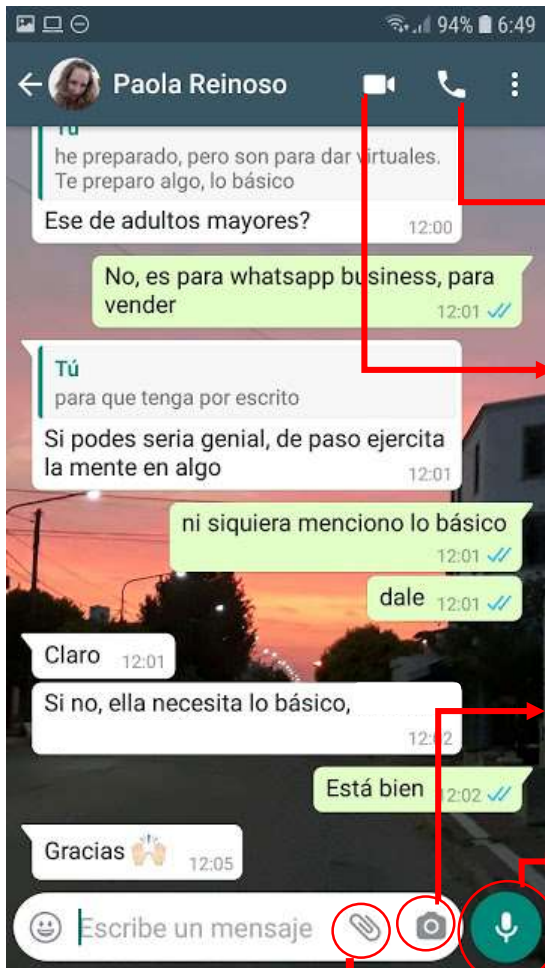 94% 6:49
Paola Reinoso
Tú
he preparado, pero son para dar virtuales.
Te preparo algo, lo básico
Ese de adultos mayores?
12:00
No, es para whatsapp business, para
vender
12:01
Tú
para que tenga por escrito
Si podes seria genial, de paso ejercita
la mente en algo
12:01
ni siquiera menciono lo básico
12:01
dale 12:01
Claro 12:01
Si no, ella necesita lo básico,
12:02
Está bien 12:02
Gracias 🙌🏻 12:05
Escribe un mensaje